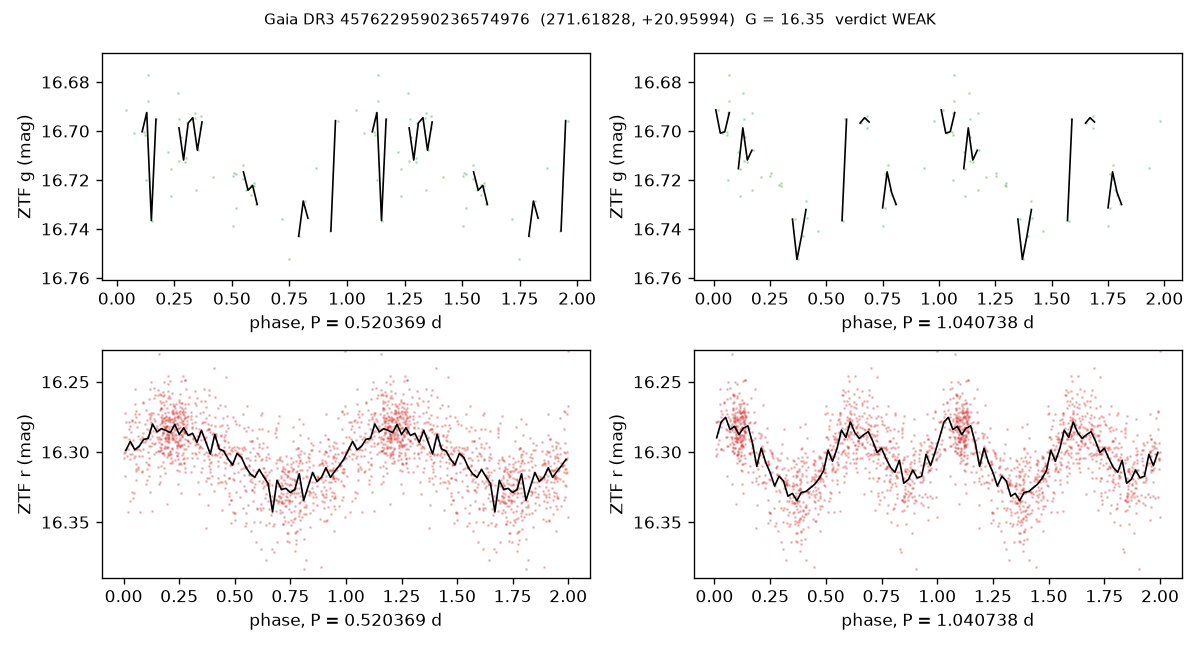 Gaia DR3 4576229590236574976 (271.61828, +20.95994) G = 16.35 verdict WEAK
ZTF g (mag)
16.68
16.70
16.72
16.74
16.76
0.00 0.25 0.50 0.75 1.00 1.25 1.50 1.75 2.00
phase, P = 0.520369 d
ZTF g (mag)
16.68
16.70
16.72
16.74
16.76
0.00 0.25 0.50 0.75 1.00 1.25 1.50 1.75 2.00
phase, P = 1.040738 d
ZTF r (mag)
16.25
16.30
16.35
0.00 0.25 0.50 0.75 1.00 1.25 1.50 1.75 2.00
phase, P = 0.520369 d
ZTF r (mag)
16.25
16.30
16.35
0.00 0.25 0.50 0.75 1.00 1.25 1.50 1.75 2.00
phase, P = 1.040738 d